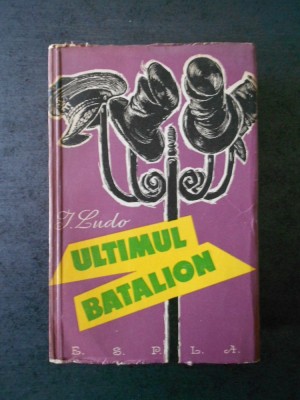 I. Ludo
ULTIMUL
BATALION
E. S. P. L. A.